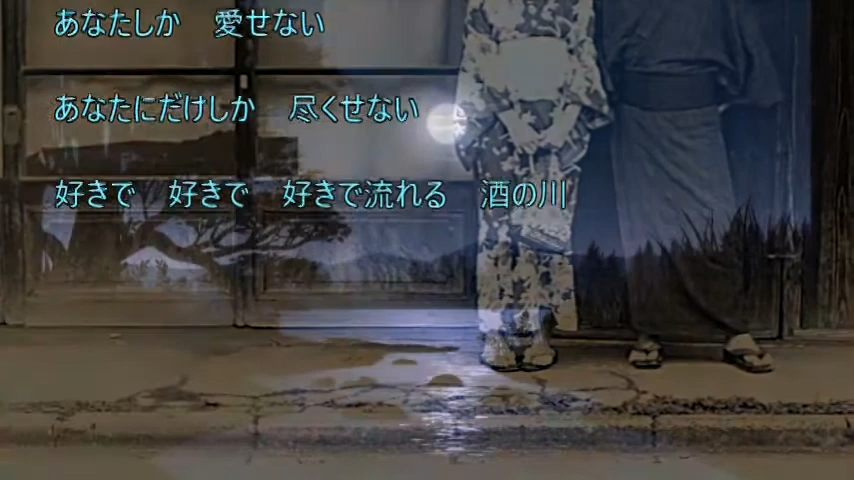 あなたしか　愛せない
あなたにだけしか　尽くせない
好きで　好きで　好きで流れる　酒の川